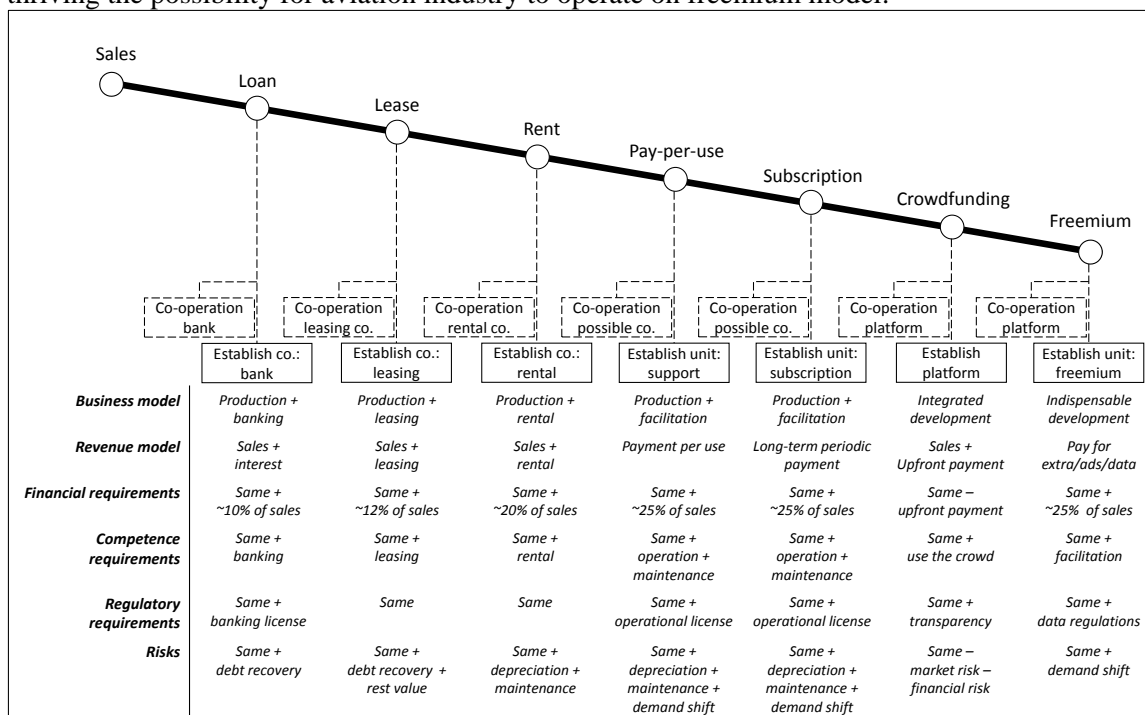 thriving the possibility for aviation industry to operate on freemium model.
Sales
Loan
Lease
Rent
Pay-per-use
Subscription
Crowdfunding
Freemium
Co-operation
bank
Co-operation
leasing co.
Co-operation
rental co.
Co-operation
possible co.
Co-operation
possible co.
Co-operation
platform
Co-operation
platform
Establish co.:
bank
Establish co.:
leasing
Establish co.:
rental
Establish unit:
support
Establish unit:
subscription
Establish
platform
Establish unit:
freemium
Business model
Production +
banking
Production +
leasing
Production +
rental
Production +
facilitation
Production +
facilitation
Integrated
development
Indispensable
development
Revenue model
Sales +
interest
Sales +
leasing
Sales +
rental
Payment per use
Long-term periodic
payment
Sales +
Upfront payment
Pay for
extra/ads/data
Financial requirements
Same +
~10% of sales
Same +
~12% of sales
Same +
~20% of sales
Same +
~25% of sales
Same +
~25% of sales
Same –
upfront payment
Same +
~25% of sales
Competence
requirements
Same +
banking
Same +
leasing
Same +
rental
Same +
operation +
maintenance
Same +
operation +
maintenance
Same +
use the crowd
Same +
facilitation
Regulatory
requirements
Same +
banking license
Same
Same
Same +
operational license
Same +
operational license
Same +
transparency
Same +
data regulations
Risks
Same +
debt recovery
Same +
debt recovery +
rest value
Same +
depreciation +
maintenance
Same +
depreciation +
maintenance +
demand shift
Same +
depreciation +
maintenance +
demand shift
Same –
market risk –
financial risk
Same +
demand shift